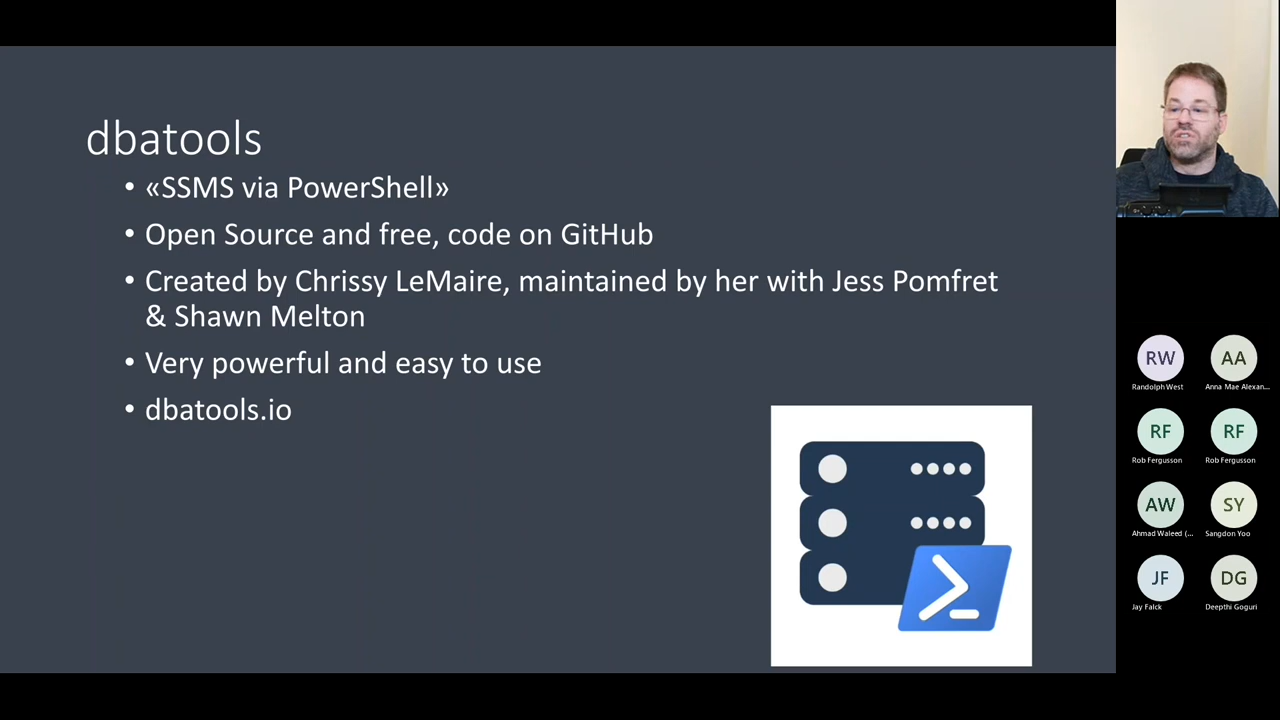 dbatools
• «SSMS via PowerShell»
• Open Source and free, code on GitHub
• Created by Chrissy LeMaire, maintained by her with Jess Pomfret
& Shawn Melton
• Very powerful and easy to use
• dbatools.io
RW
Randolph West
AA
Anna Mae Alexan...
RF
Rob Fergusson
RF
Rob Fergusson
AW
Ahmad Waleed (...
SY
Sangdon Yoo
JF
Jay Falck
DG
Deepthi Goguri